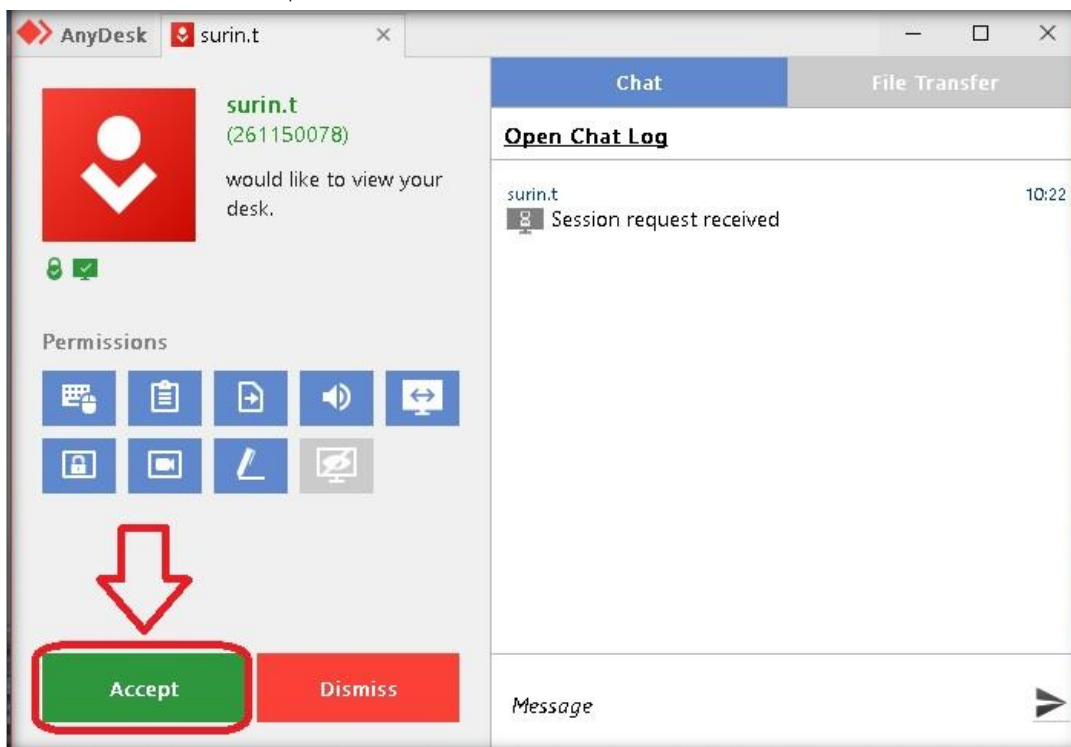 AnyDesk
surin.t
surin.t
(261150078)
would like to view your
desk.
Permissions
Accept
Dismiss
Chat
File Transfer
Open Chat Log
surin.t 10:22
Session request received
Message